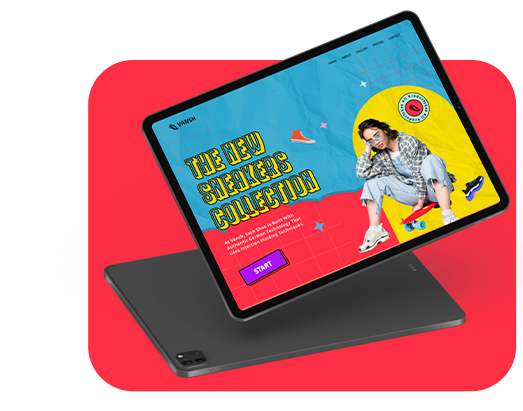 HOME ABOUT GALLERY SPECIAL CONTACT
VANSH
THE NEW
SNEAKERS
COLLECTION
At Vansh, Each Shoe Is Built With
Authentic German Technology That
Uses Injection Molding Techniques.
START